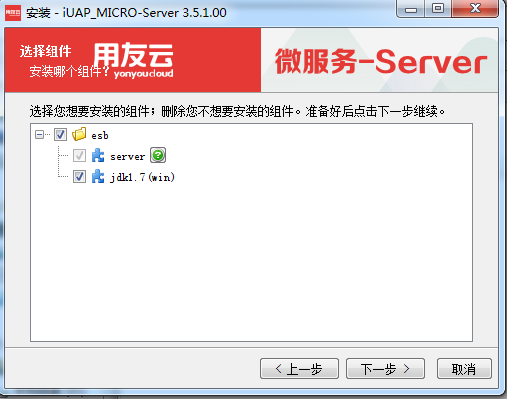 安装 - iUAP_MICRO-Server 3.5.1.00
选择组件
安装哪个组件？
用友云
yonyoucloud
微服务-Server
选择您想要安装的组件；删除您不想要安装的组件。准备好后点击下一步继续。
esb
server
jdk1.7(win)
< 上一步
下一步 >
取消